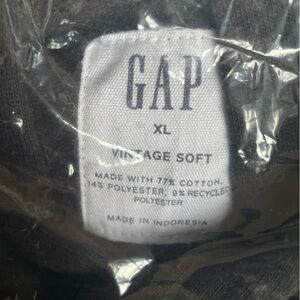 GAP
XL
VINTAGE SOFT
MADE WITH 77% COTTON,
14% POLYESTER, 9% RECYCLED
POLYESTER
MADE IN INDONESIA